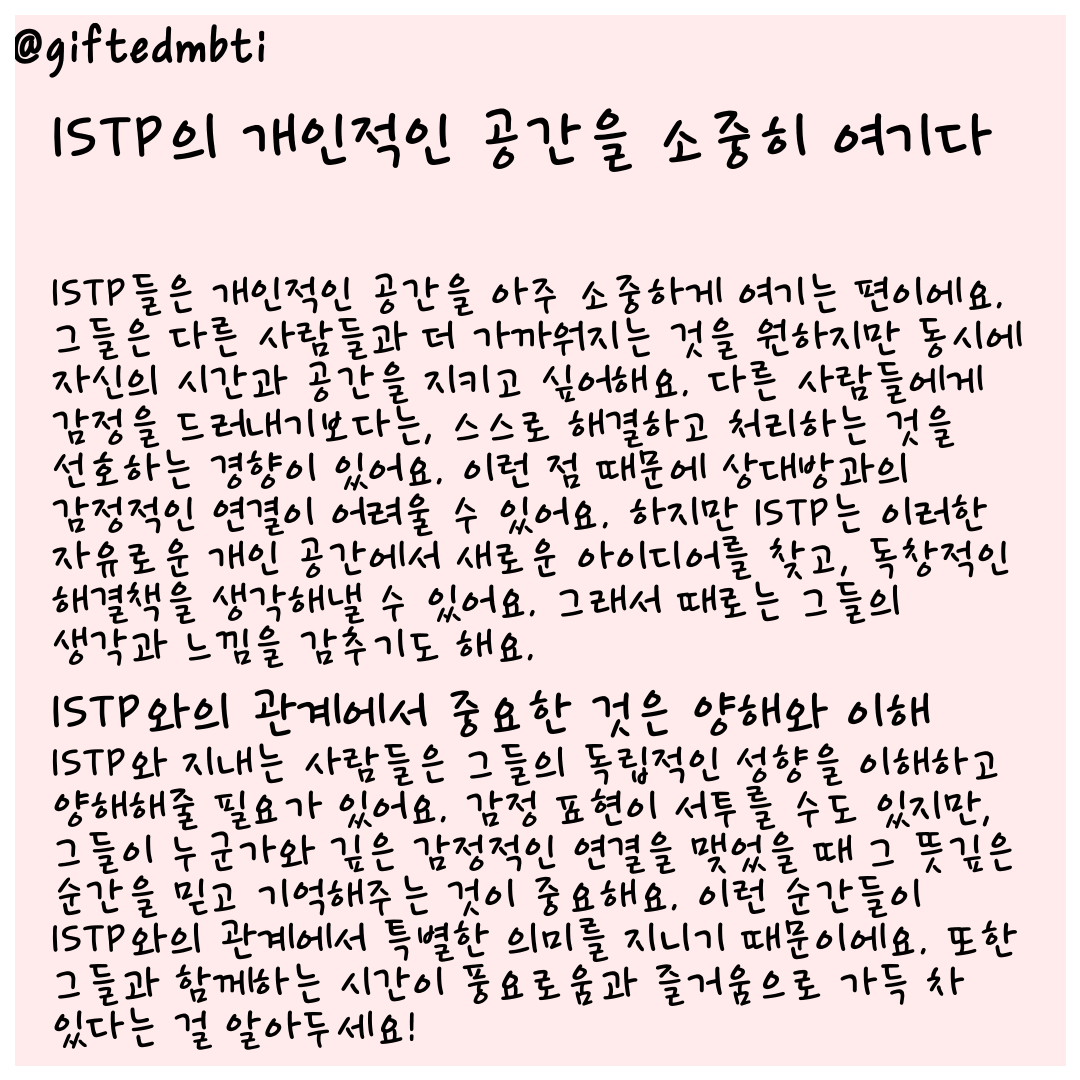 @giftedmbti
ISTP의 개인적인 공간을 소중히 여기다
ISTP들은 개인적인 공간을 아주 소중하게 여기는 편이에요.
그들은 다른 사람들과 더 가까워지는 것을 원하지만 동시에
자신의 시간과 공간을 지키고 싶어해요. 다른 사람들에게
감정을 드러내기보다는, 스스로 해결하고 처리하는 것을
선호하는 경향이 있어요. 이런 점 때문에 상대방과의
감정적인 연결이 어려울 수 있어요. 하지만 ISTP는 이러한
자유로운 개인 공간에서 새로운 아이디어를 찾고, 독창적인
해결책을 생각해낼 수 있어요. 그래서 때로는 그들의
생각과 느낌을 감추기도 해요.
ISTP와의 관계에서 중요한 것은 양해와 이해
ISTP와 지내는 사람들은 그들의 독립적인 성향을 이해하고
양해해줄 필요가 있어요. 감정 표현이 서투를 수도 있지만,
그들이 누군가와 깊은 감정적인 연결을 맺었을 때 그 뜻깊은
순간을 믿고 기억해주는 것이 중요해요. 이런 순간들이
ISTP와의 관계에서 특별한 의미를 지니기 때문이에요. 또한
그들과 함께하는 시간이 풍요로움과 즐거움으로 가득 차
있다는 걸 알아두세요!